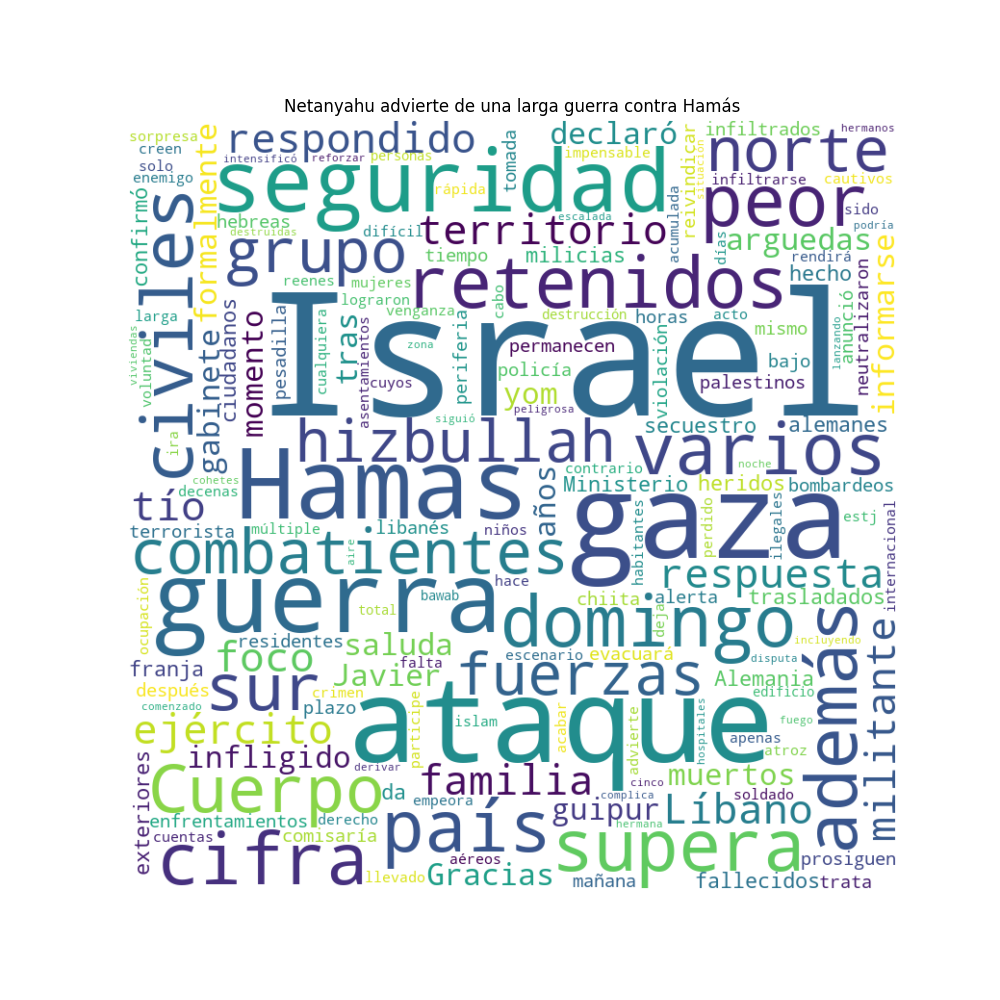 Netanyahu advierte de una larga guerra contra Hamás
sorpresa
creen
solo
enemigo
formalmente
respondido
intensificó
reforzar
personas
tomada
declaró
impensable
infiltrados
hermanos
reivindicar
situación
norte
infiltrarse
cautivos
seguridad
rápida
acumulada
peor
sido
podría
confirmó
civiles
hebreas
destruidas
grupo
difícil
territorio
escalada
milicias
días
arguedas
rendirá
informarse
tiempo
reenes
mujeres
retenidos
hecho
neutralizaron
anunció
lanzando
larga
voluntad
viviendas
ciudadanos
gabinete
momento
pesadilla
cualquiera
tras
lograron
venganza
cabo
destrucción
horas
acto
mismo
violación
Israel
asentamientos
periferia
zona
permanecen
policía
bajo
cuyos
yom
palestinos
peligrosa
siguió
secuestro
alemanes
ira
hizbullah
varios
cohetes
decenas
Hamas
años
contrario
Ministerio
noche
heridos
bombardeos
tío
gaza
terrorista
múltiple
libanés
niños
perdido
ilegales
estj
internacional
combatientes
aire
habitantes
respuesta
hace
guerra
bawab
chiita
alerta
trasladados
ocupación
total
domingo
deja
además
militante
residentes
saluda
incluyendo
franja
foco
falta
escenario
evacuará
disputa
Javier
fuerzas
Alemania
edificio
después
sur
crimen
comenzado
plazo
participe
islam
acabar
advierte
hospitales
fuego
ejército
ataque
apenas
atroz
exteriores
infligido
derivar
familia
cinco
muertos
Cuerpo
da
empeora
complica
soldado
guipur
Líbano
enfrentamientos
derecho
hermana
cuentas
comisaría
país
supera
cifra
aéreos
prosiguen
llevado
Gracias
mañana
fallecidos
trata